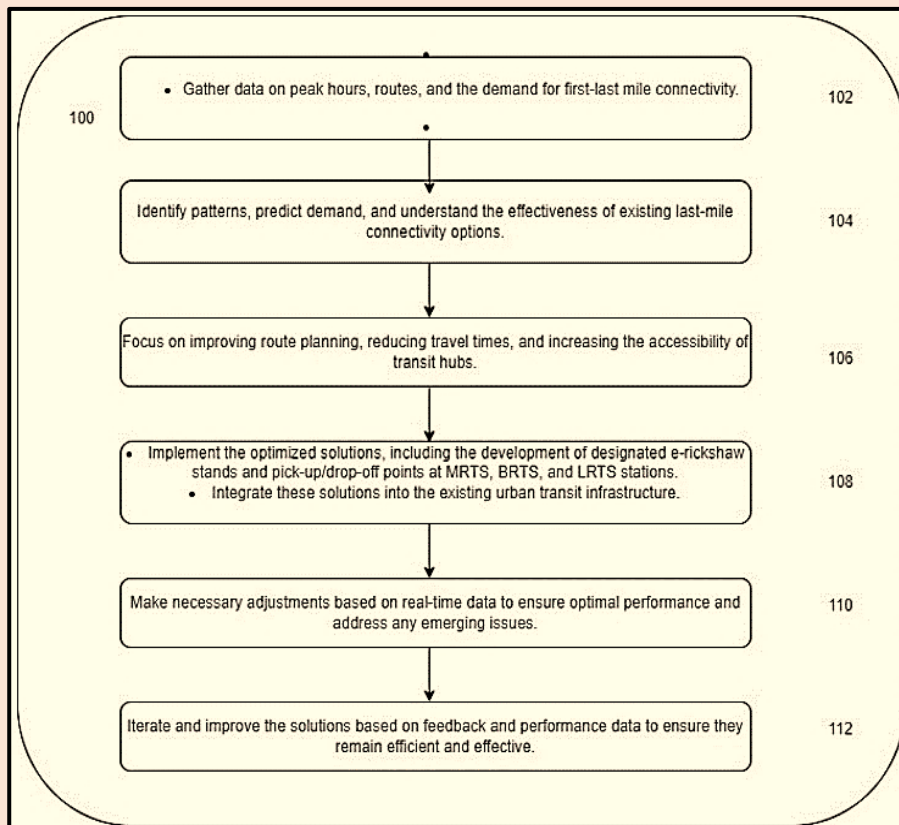 • Gather data on peak hours, routes, and the demand for first-last mile connectivity.
102
100
Identify patterns, predict demand, and understand the effectiveness of existing last-mile
connectivity options.
104
Focus on improving route planning, reducing travel times, and increasing the accessibility of
transit hubs.
106
• Implement the optimized solutions, including the development of designated e-rickshaw
stands and pick-up/drop-off points at MRTS, BRTS, and LRTS stations.
• Integrate these solutions into the existing urban transit infrastructure.
108
Make necessary adjustments based on real-time data to ensure optimal performance and
address any emerging issues.
110
Iterate and improve the solutions based on feedback and performance data to ensure they
remain efficient and effective.
112